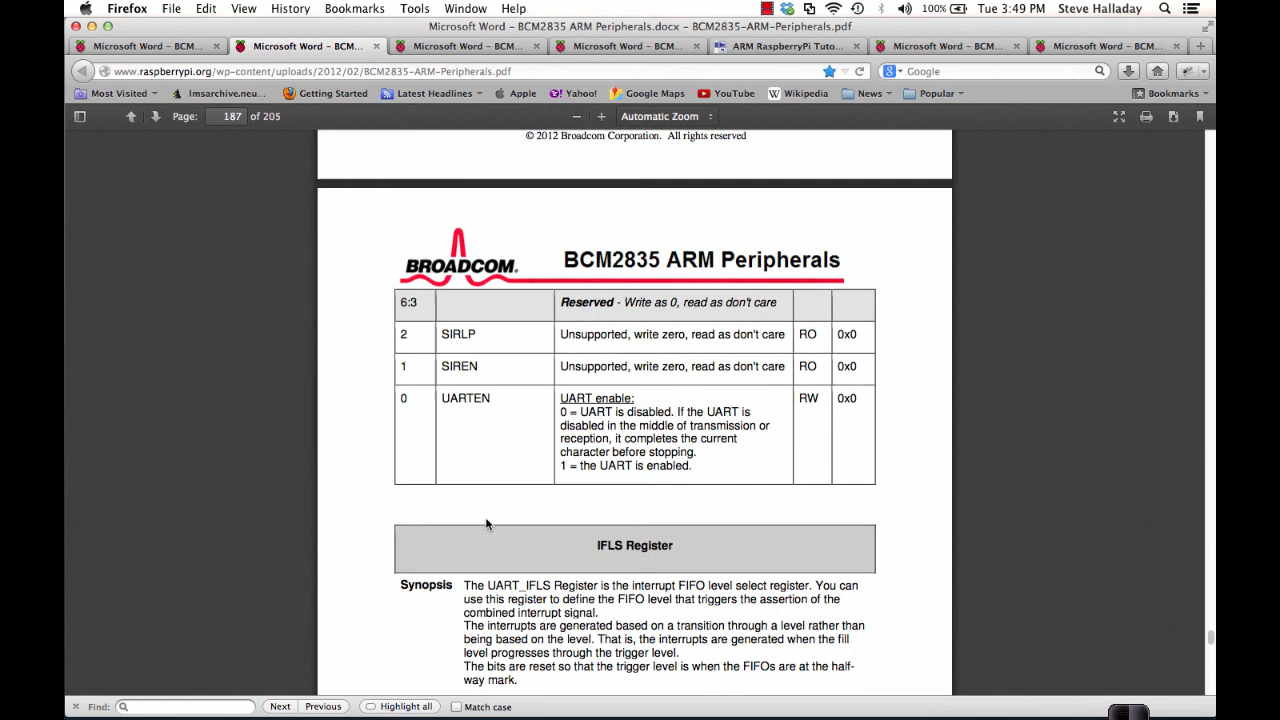 Firefox File Edit View History Bookmarks Tools Window Help 100% Tue 3:49 PM Steve Halladay
Microsoft Word - BCM2835 ARM Peripherals.docx - BCM2835-ARM-Peripherals.pdf
Microsoft Word - BCM... Microsoft Word - BCM... Microsoft Word - BCM... Microsoft Word - BCM... ARM RaspberryPi Tuto... Microsoft Word - BCM... Microsoft Word - BCM...
www.raspberrypi.org/wp-content/uploads/2012/02/BCM2835-ARM-Peripherals.pdf Google
Most Visited lmsarchive.neu... Getting Started Latest Headlines Apple Yahoo! Google Maps YouTube Wikipedia News Popular Bookmarks
Page: 187 of 205 Automatic Zoom
© 2012 Broadcom Corporation. All rights reserved
BROADCOM. BCM2835 ARM Peripherals
6:3 Reserved - Write as 0, read as don't care
2 SIRLP Unsupported, write zero, read as don't care RO 0x0
1 SIREN Unsupported, write zero, read as don't care RO 0x0
0 UARTEN UART enable: RW 0x0
0 = UART is disabled. If the UART is
disabled in the middle of transmission or
reception, it completes the current
character before stopping.
1 = the UART is enabled.
IFLS Register
Synopsis The UART_IFLS Register is the interrupt FIFO level select register. You can
use this register to define the FIFO level that triggers the assertion of the
combined interrupt signal.
The interrupts are generated based on a transition through a level rather than
being based on the level. That is, the interrupts are generated when the fill
level progresses through the trigger level.
The bits are reset so that the trigger level is when the FIFOs are at the half-
way mark.
Find: Next Previous Highlight all Match case